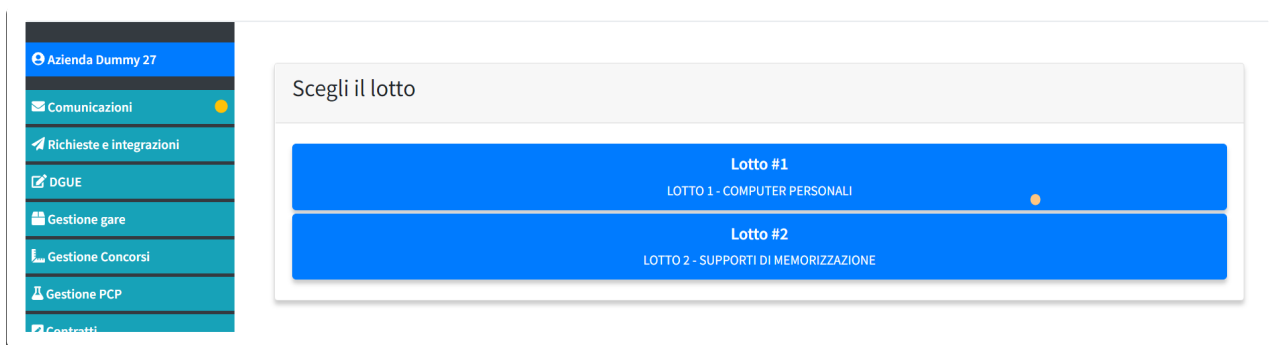 Azienda Dummy 27
Comunicazioni
Richieste e integrazioni
DGUE
Gestione gare
Gestione Concorsi
Gestione PCP
Contratti
Scegli il lotto
Lotto #1
LOTTO 1 - COMPUTER PERSONALI
Lotto #2
LOTTO 2 - SUPPORTI DI MEMORIZZAZIONE